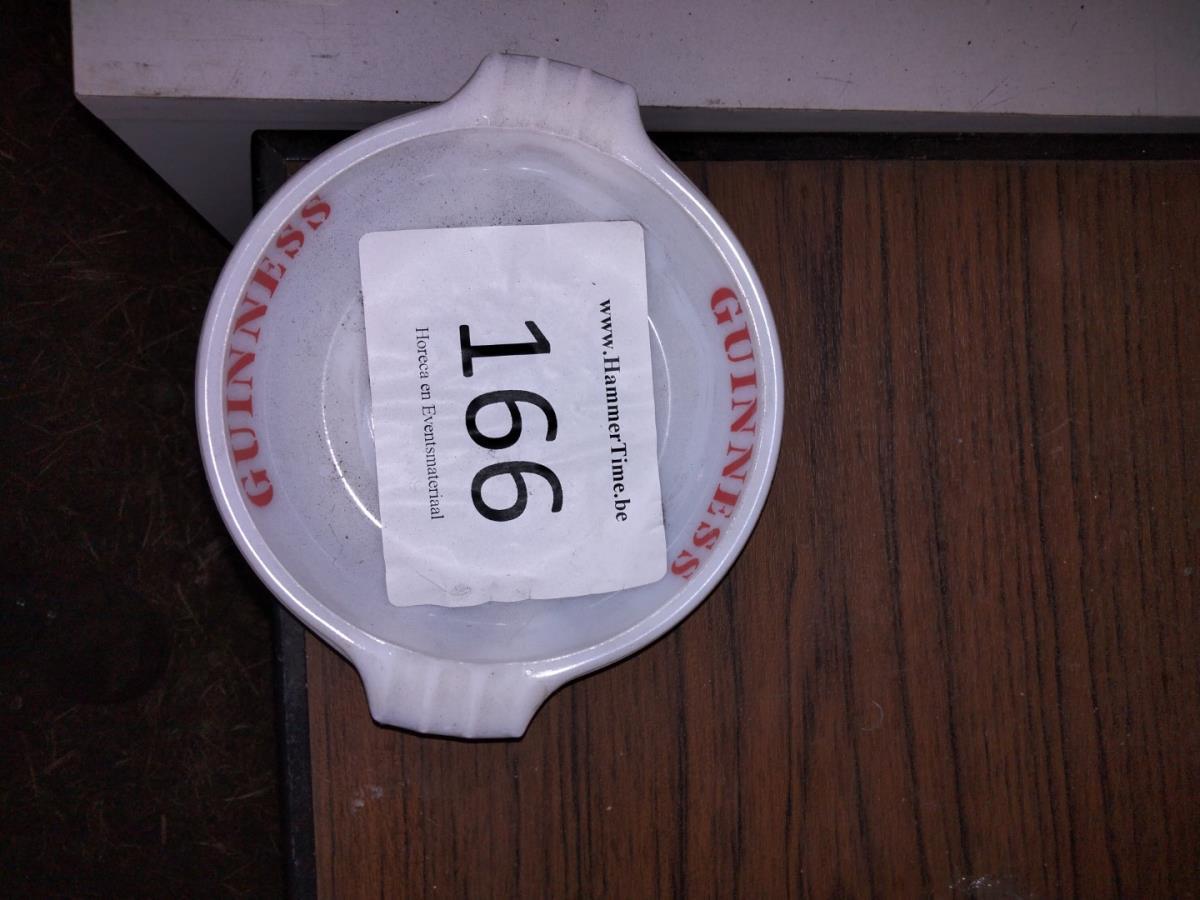 GUINNESS
www.HammerTime.be
166
Horeca en Eventsmateriaal
GUINNESS